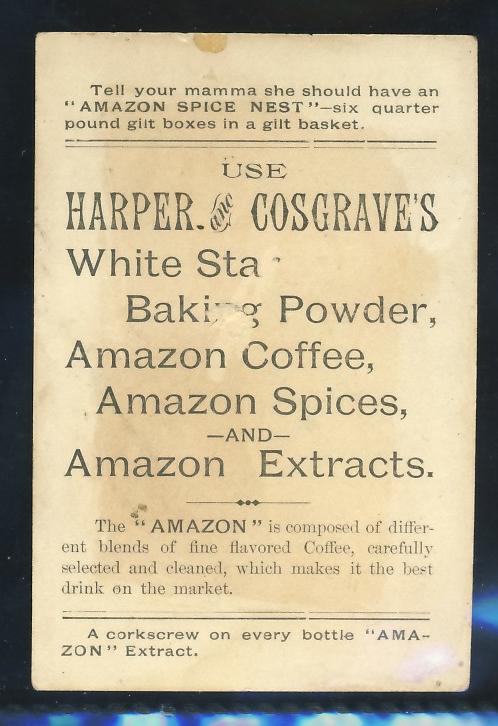 Tell your mamma she should have an
"AMAZON SPICE NEST"—six quarter
pound gilt boxes in a gilt basket.
USE
HARPER. and COSGRAVE'S
White Sta
Baking Powder,
Amazon Coffee,
Amazon Spices,
—AND—
Amazon Extracts.
The "AMAZON" is composed of differ-
ent blends of fine flavored Coffee, carefully
selected and cleaned, which makes it the best
drink on the market.
A corkscrew on every bottle "AMA-
ZON" Extract.